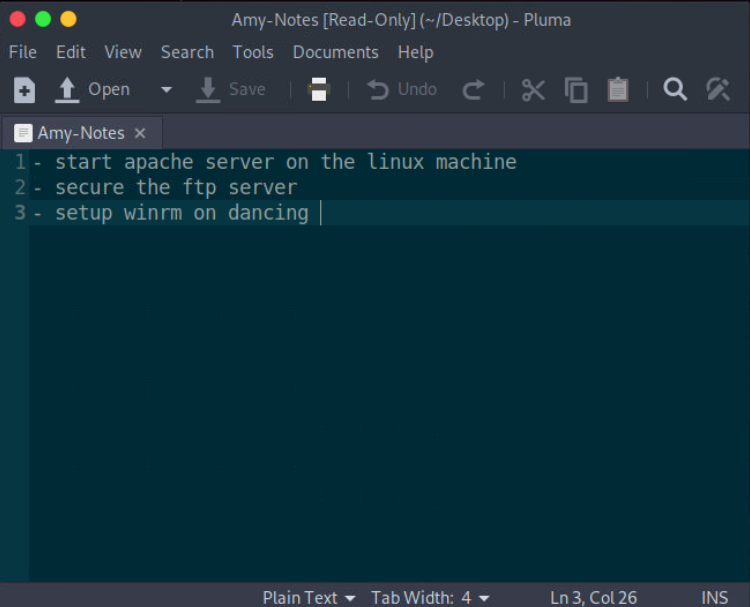 Amy-Notes [Read-Only] (~/Desktop) - Pluma
File Edit View Search Tools Documents Help
Open Save Undo
Amy-Notes ×
1 - start apache server on the linux machine
2 - secure the ftp server
3 - setup winrm on dancing
Plain Text Tab Width: 4 Ln 3, Col 26 INS